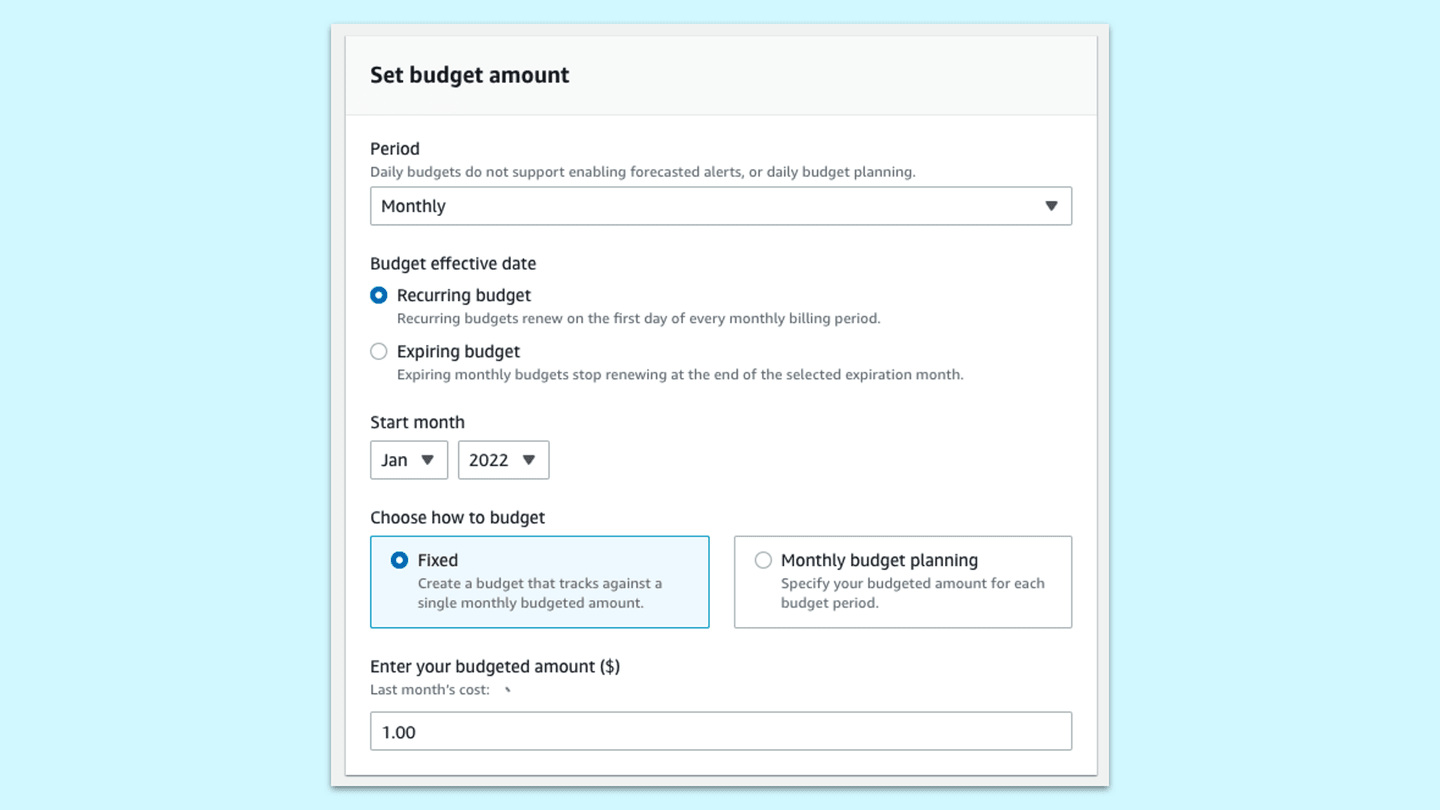 Set budget amount
Period
Daily budgets do not support enabling forecasted alerts, or daily budget planning.
Monthly
Budget effective date
Recurring budget
Recurring budgets renew on the first day of every monthly billing period.
Expiring budget
Expiring monthly budgets stop renewing at the end of the selected expiration month.
Start month
Jan 2022
Choose how to budget
Fixed
Create a budget that tracks against a
single monthly budgeted amount.
Monthly budget planning
Specify your budgeted amount for each
budget period.
Enter your budgeted amount ($)
Last month's cost:
1.00